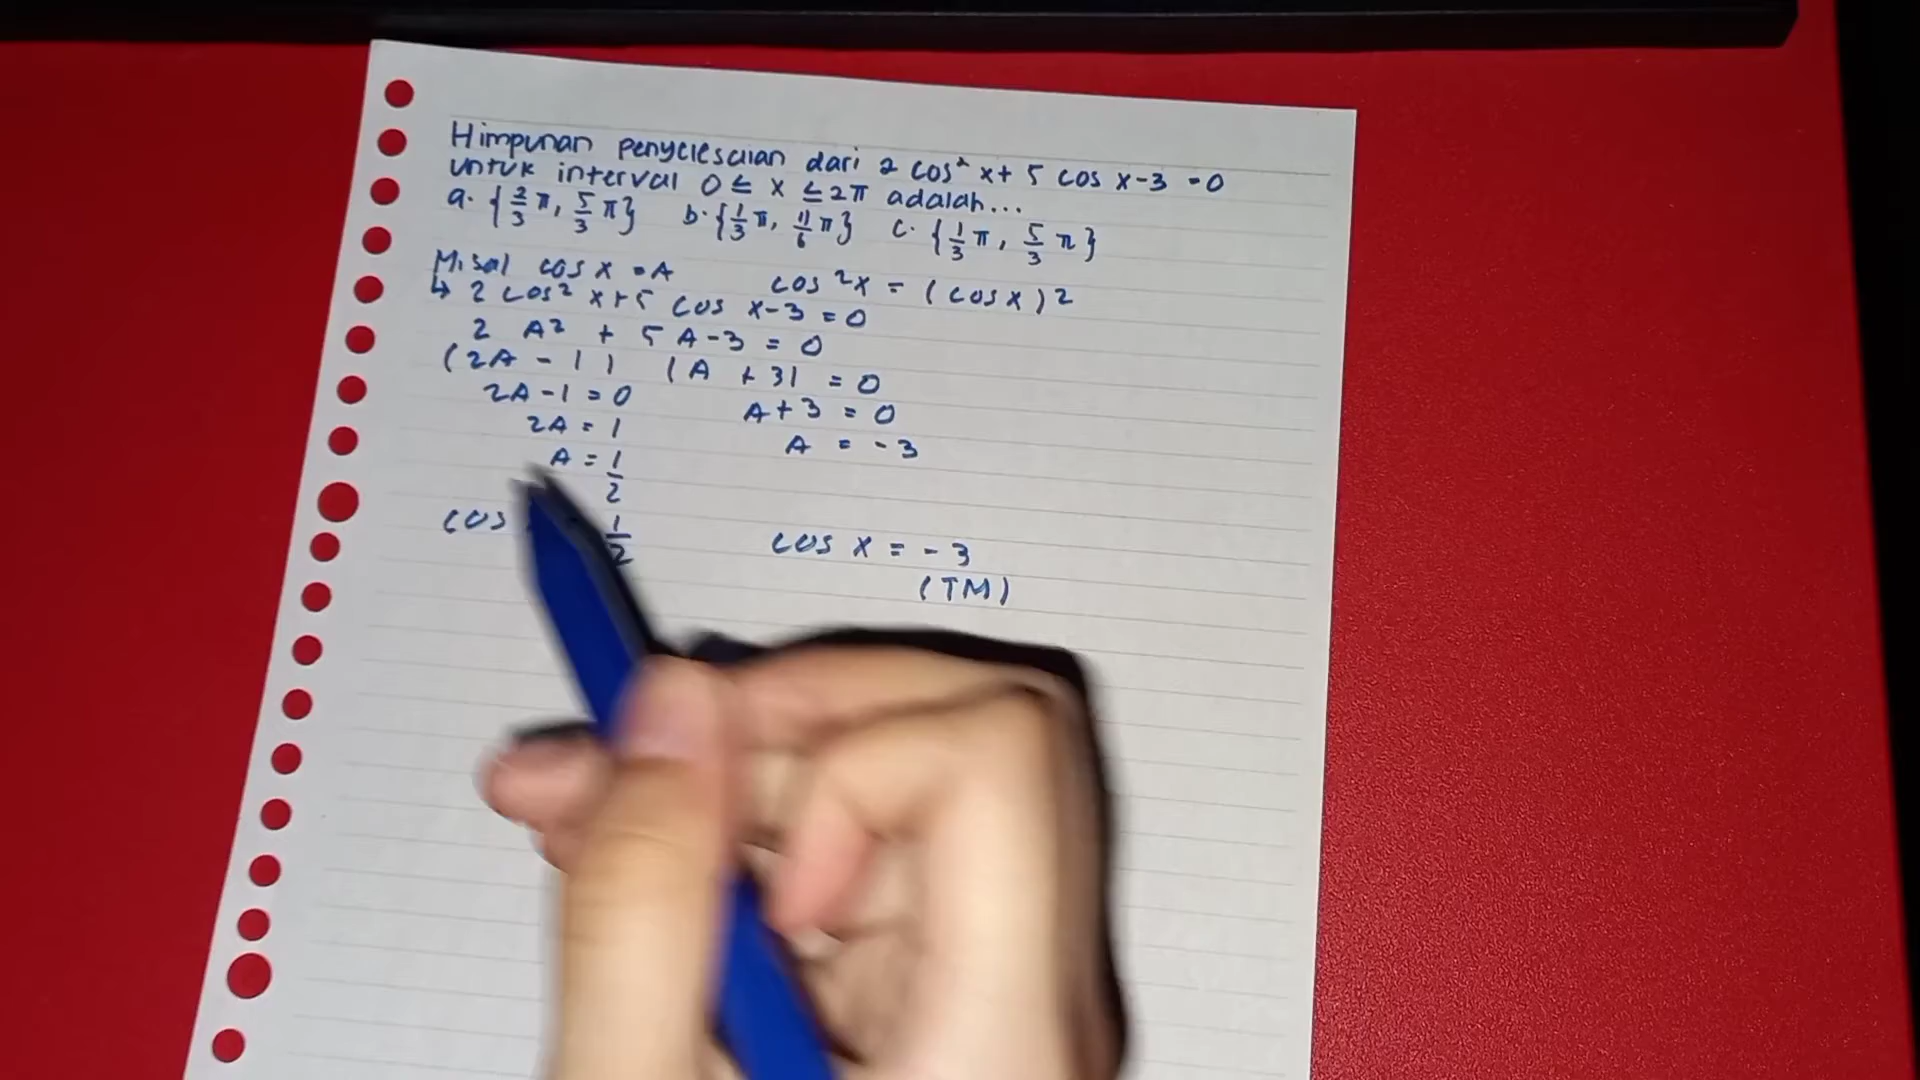 Himpunan penyelesaian dari 2 cos² x + 5 cos x - 3 = 0
untuk interval 0 ≤ x ≤ 2π adalah...
a. {2/3 π, 5/3 π} b. {1/3 π, 11/6 π} c. {1/3 π, 5/3 π}
Misal cos x = A cos ²x = (cos x)2
↳ 2 cos² x + 5 cos x - 3 = 0
2 A² + 5 A - 3 = 0
(2A - 1) (A + 3) = 0
2A - 1 = 0 A + 3 = 0
2A = 1 A = -3
A = 1/2
cos 1/2 cos x = -3
(TM)